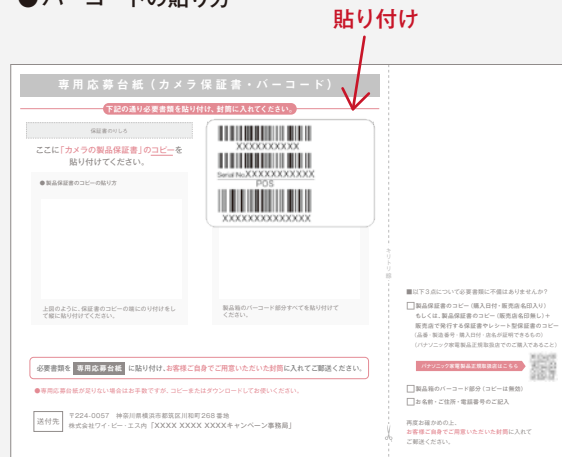 ●バーコードの貼り方
貼り付け
専用応募台紙（カメラ保証書・バーコード）
下記の通り必要書類を貼り付け、封筒に入れてください。
保証書のりしろ
ここに「カメラの製品保証書」のコピーを
貼り付けてください。
●製品保証書のコピーの貼り方
上図のように、保証書のコピーの端にのり付けをし
て縦に貼り付けてください。
XXXXXXXXXX
Serial No.XXXXXXXXXXX
POS
XXXXXXXXXXXXX
製品箱のバーコード部分すべてを貼り付けて
ください。
必要書類を 専用応募台紙 に貼り付け、お客様ご自身でご用意いただいた封筒に入れてご郵送ください。
●専用応募台紙が足りない場合はお手数ですが、コピーまたはダウンロードしてお使いください。
送付先
〒224-0057 神奈川県横浜市都筑区川和町268番地
株式会社ワイ・ビー・エス内「XXXX XXXX XXXXキャンペーン事務局」
■以下3点について必要書類に不備はありませんか？
□製品保証書のコピー（購入日付・販売店名印入り）
もしくは、製品保証書のコピー（販売店名印無し）＋
販売店で発行する保証書やレシート型保証書のコピー
（品番・製造番号・購入日付・店名が証明できるもの）
（パナソニック家電製品正規取扱店でのご購入であること）
パナソニック家電製品正規取扱店はこちら
□製品箱のバーコード部分（コピーは無効）
□お名前・ご住所・電話番号のご記入
再度お確かめの上、
お客様ご自身でご用意いただいた封筒に入れて
ご郵送ください。